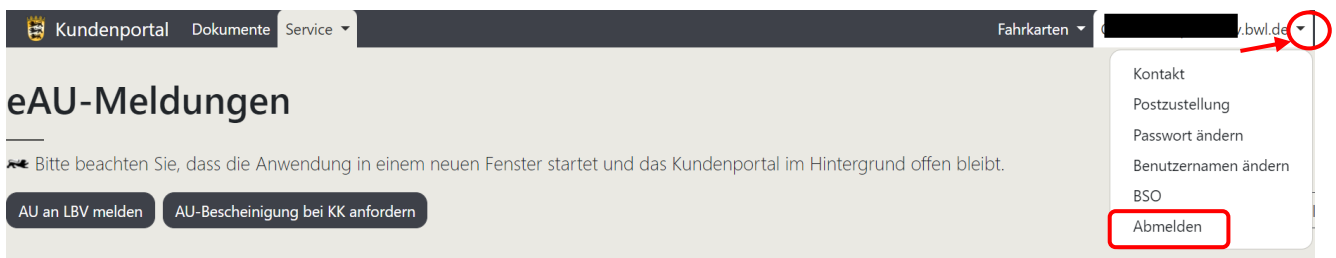 Kundenportal Dokumente Service Fahrkarten .bwl.de
Kontakt
eAU-Meldungen
Postzustellung
Passwort ändern
Bitte beachten Sie, dass die Anwendung in einem neuen Fenster startet und das Kundenportal im Hintergrund offen bleibt.
Benutzernamen ändern
BSO
AU an LBV melden AU-Bescheinigung bei KK anfordern
Abmelden